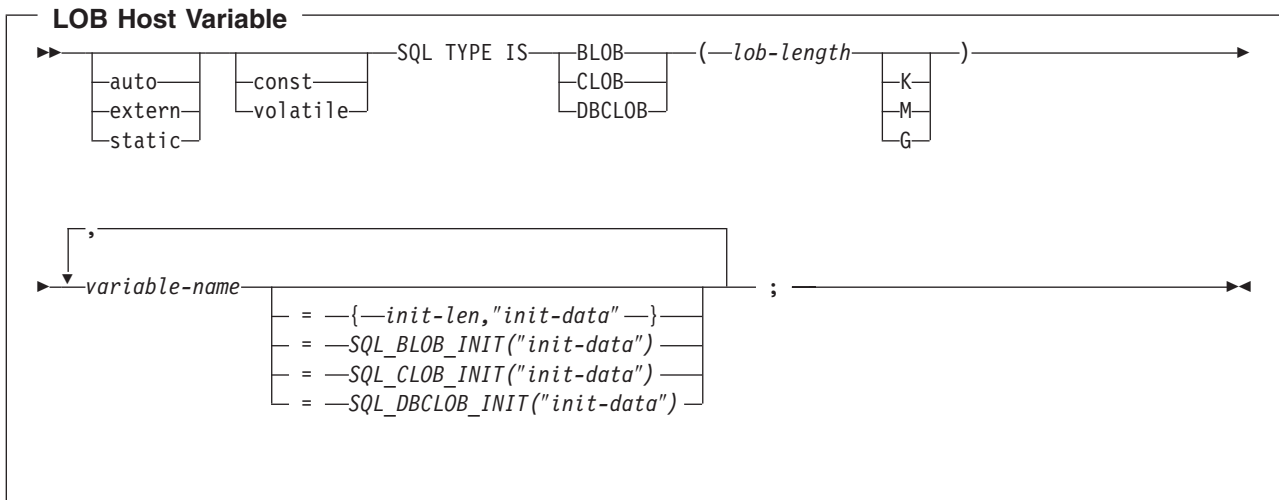 LOB Host Variable
SQL TYPE IS BLOB ( lob-length )
auto const CLOB K
extern volatile DBCLOB M
static G
,
variable-name ;
= { init-len,"init-data" }
= SQL_BLOB_INIT("init-data")
= SQL_CLOB_INIT("init-data")
= SQL_DBCLOB_INIT("init-data")